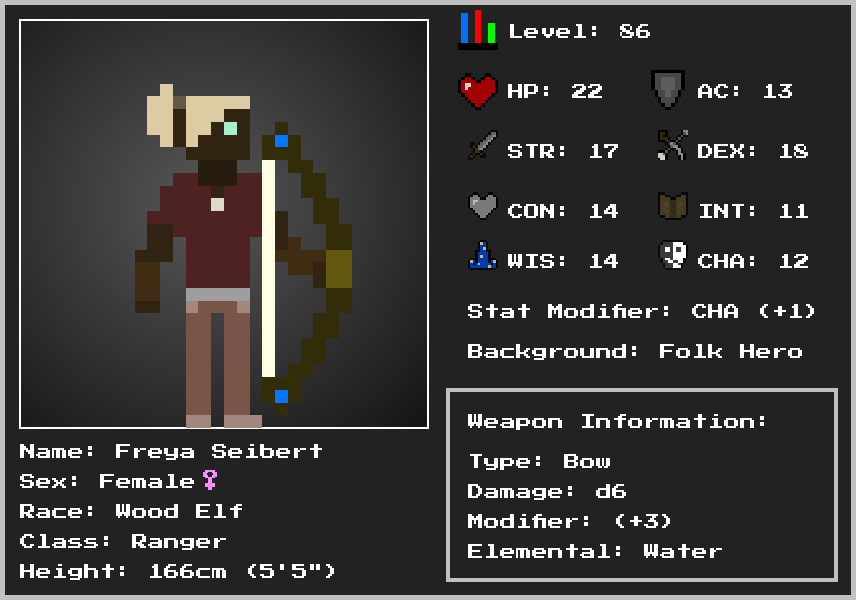 Level: 86
HP: 22
AC: 13
STR: 17
DEX: 18
CON: 14
INT: 11
WIS: 14
CHA: 12
Stat Modifier: CHA (+1)
Background: Folk Hero
Weapon Information:
Type: Bow
Damage: d6
Modifier: (+3)
Elemental: Water
Name: Freya Seibert
Sex: Female♀
Race: Wood Elf
Class: Ranger
Height: 166cm (5'5")